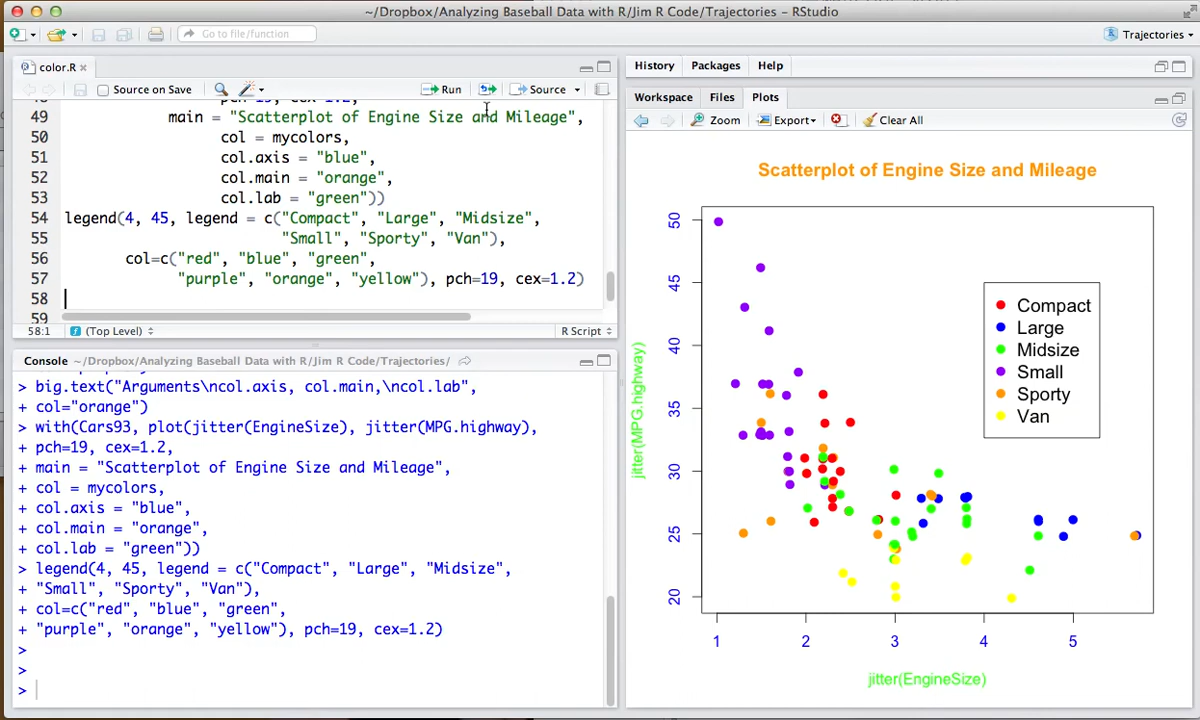 ~/Dropbox/Analyzing Baseball Data with R/Jim R Code/Trajectories – RStudio
Go to file/function
Trajectories
color.R
Source on Save
Run
Source
49 main = "Scatterplot of Engine Size and Mileage",
50 col = mycolors,
51 col.axis = "blue",
52 col.main = "orange",
53 col.lab = "green"))
54 legend(4, 45, legend = c("Compact", "Large", "Midsize",
55 "Small", "Sporty", "Van"),
56 col=c("red", "blue", "green",
57 "purple", "orange", "yellow"), pch=19, cex=1.2)
58
59
58:1 (Top Level) R Script
Console ~/Dropbox/Analyzing Baseball Data with R/Jim R Code/Trajectories/
> big.text("Arguments\ncol.axis, col.main,\ncol.lab",
+ col="orange")
> with(Cars93, plot(jitter(EngineSize), jitter(MPG.highway),
+ pch=19, cex=1.2,
+ main = "Scatterplot of Engine Size and Mileage",
+ col = mycolors,
+ col.axis = "blue",
+ col.main = "orange",
+ col.lab = "green"))
> legend(4, 45, legend = c("Compact", "Large", "Midsize",
+ "Small", "Sporty", "Van"),
+ col=c("red", "blue", "green",
+ "purple", "orange", "yellow"), pch=19, cex=1.2)
>
>
>
History Packages Help
Workspace Files Plots
Zoom Export Clear All
Scatterplot of Engine Size and Mileage
jitter(MPG.highway)
50
45
40
35
30
25
20
Compact
Large
Midsize
Small
Sporty
Van
1 2 3 4 5
jitter(EngineSize)